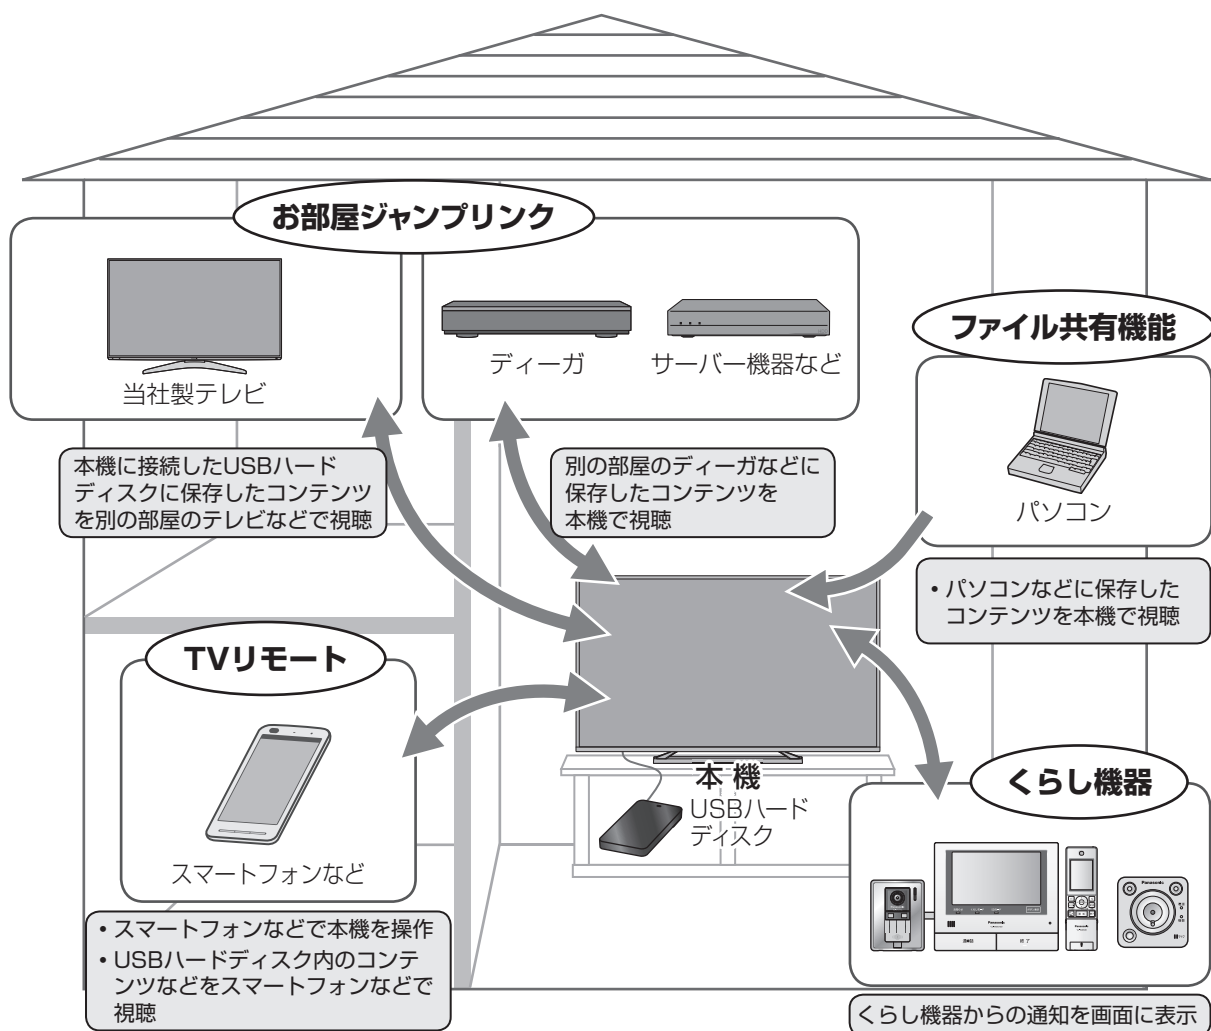 お部屋ジャンプリンク
当社製テレビ
ディーガ
サーバー機器など
ファイル共有機能
パソコン
本機に接続したUSBハード
ディスクに保存したコンテンツ
を別の部屋のテレビなどで視聴
別の部屋のディーガなどに
保存したコンテンツを
本機で視聴
• パソコンなどに保存した
コンテンツを本機で視聴
TVリモート
スマートフォンなど
• スマートフォンなどで本機を操作
• USBハードディスク内のコンテ
ンツなどをスマートフォンなどで
視聴
本機
USBハード
ディスク
くらし機器
Panasonic
Panasonic
終了
くらし機器からの通知を画面に表示